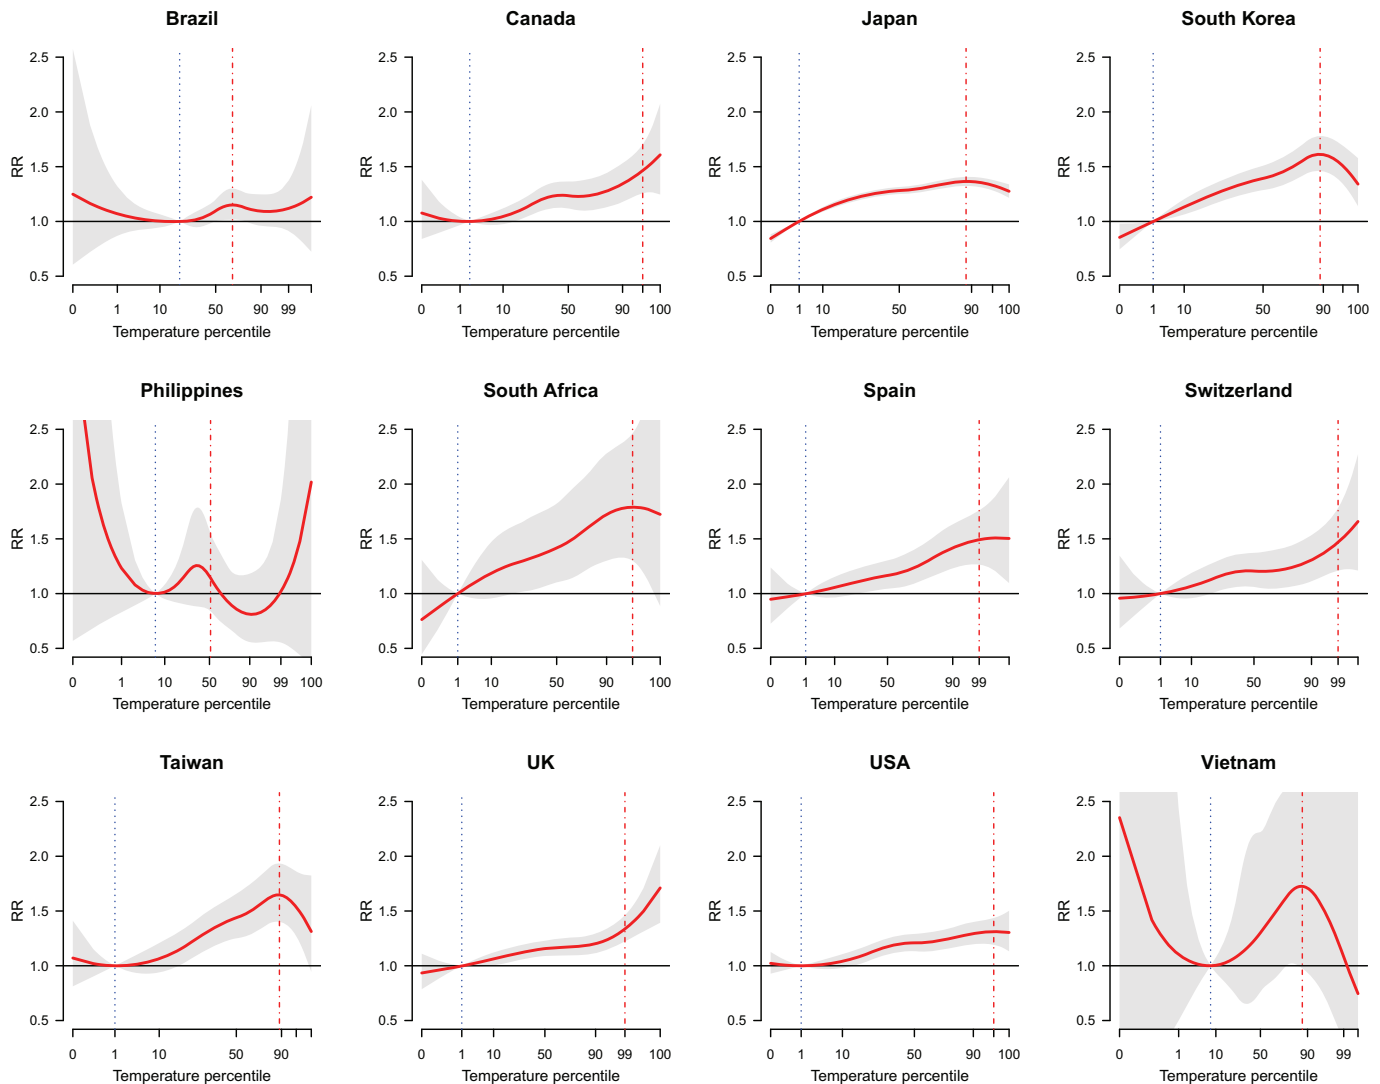 Brazil
2.5
2.0
1.5
1.0
0.5
RR
0 1 10 50 90 99
Temperature percentile
Canada
2.5
2.0
1.5
1.0
0.5
RR
0 1 10 50 90 100
Temperature percentile
Japan
2.5
2.0
1.5
1.0
0.5
RR
0 1 10 50 90 100
Temperature percentile
South Korea
2.5
2.0
1.5
1.0
0.5
RR
0 1 10 50 90 100
Temperature percentile
Philippines
2.5
2.0
1.5
1.0
0.5
RR
0 1 50 90 99 100
Temperature percentile
South Africa
2.5
2.0
1.5
1.0
0.5
RR
0 1 10 50 90 100
Temperature percentile
Spain
2.5
2.0
1.5
1.0
0.5
RR
0 1 10 50 90 99
Temperature percentile
Switzerland
2.5
2.0
1.5
1.0
0.5
RR
0 1 10 50 90 99
Temperature percentile
Taiwan
2.5
2.0
1.5
1.0
0.5
RR
0 1 10 50 90
Temperature percentile
UK
2.5
2.0
1.5
1.0
0.5
RR
0 1 10 50 90 99 100
Temperature percentile
USA
2.5
2.0
1.5
1.0
0.5
RR
0 1 10 50 90 100
Temperature percentile
Vietnam
2.5
2.0
1.5
1.0
0.5
RR
0 1 10 50 90 99
Temperature percentile